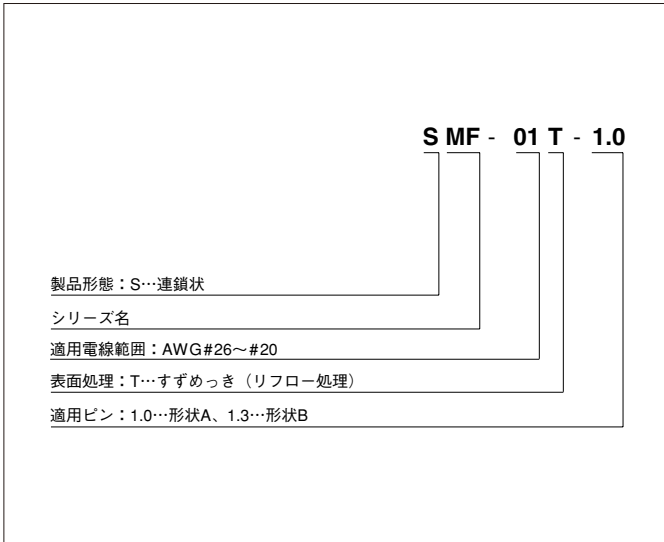 S MF - 01 T - 1.0
製品形態：S…連鎖状
シリーズ名
適用電線範囲：AWG#26～#20
表面処理：T…すずめっき（リフロー処理）
適用ピン：1.0…形状A、1.3…形状B